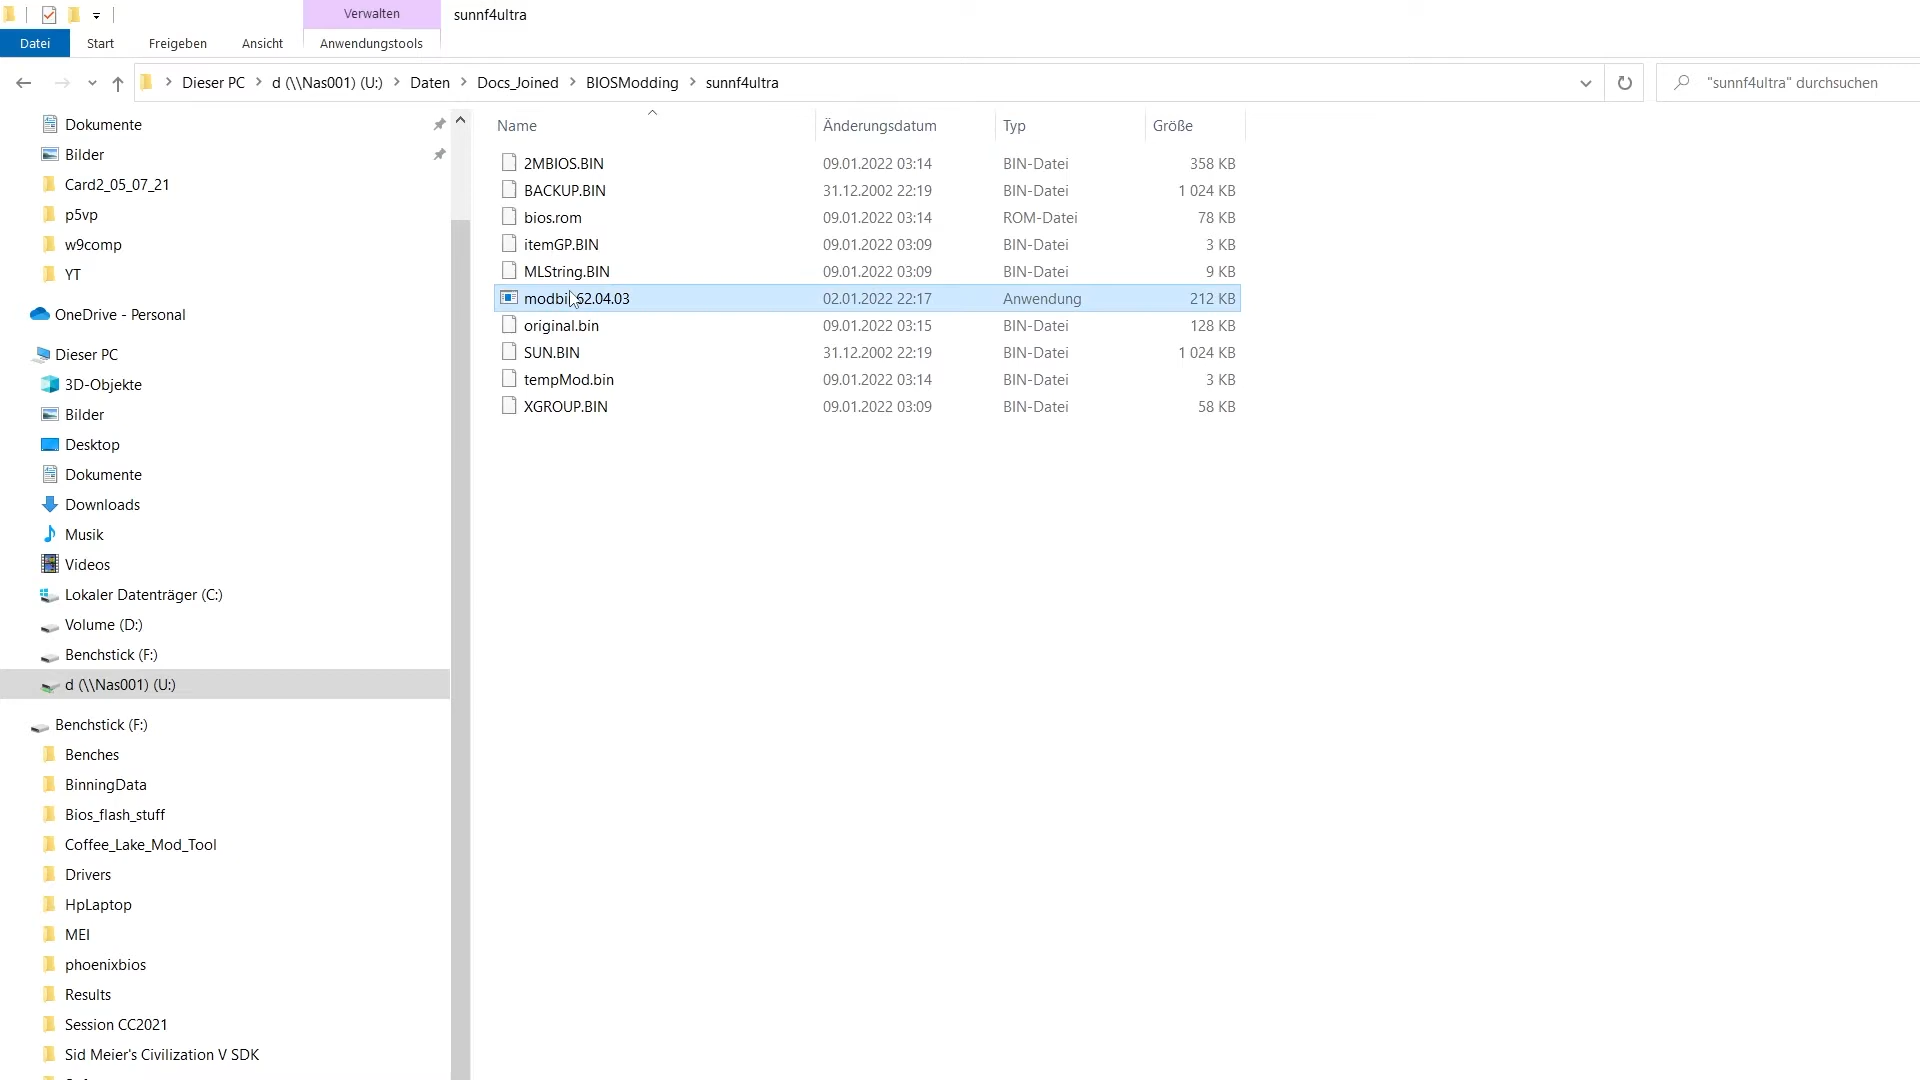 Verwalten
sunnf4ultra
Datei
Start
Freigeben
Ansicht
Anwendungstools
Dieser PC
d (\\Nas001) (U:)
Daten
Docs_Joined
BIOSModding
sunnf4ultra
"sunnf4ultra" durchsuchen
Dokumente
Bilder
Card2_05_07_21
p5vp
w9comp
YT
OneDrive - Personal
Dieser PC
3D-Objekte
Bilder
Desktop
Dokumente
Downloads
Musik
Videos
Lokaler Datenträger (C:)
Volume (D:)
Benchstick (F:)
d (\\Nas001) (U:)
Benchstick (F:)
Benches
BinningData
Bios_flash_stuff
Coffee_Lake_Mod_Tool
Drivers
HpLaptop
MEI
phoenixbios
Results
Session CC2021
Sid Meier's Civilization V SDK
Name Änderungsdatum Typ Größe
2MBIOS.BIN 09.01.2022 03:14 BIN-Datei 358 KB
BACKUP.BIN 31.12.2002 22:19 BIN-Datei 1 024 KB
bios.rom 09.01.2022 03:14 ROM-Datei 78 KB
itemGP.BIN 09.01.2022 03:09 BIN-Datei 3 KB
MLString.BIN 09.01.2022 03:09 BIN-Datei 9 KB
02.01.2022 22:17 Anwendung 212 KB
original.bin 09.01.2022 03:15 BIN-Datei 128 KB
SUN.BIN 31.12.2002 22:19 BIN-Datei 1 024 KB
tempMod.bin 09.01.2022 03:14 BIN-Datei 3 KB
XGROUP.BIN 09.01.2022 03:09 BIN-Datei 58 KB